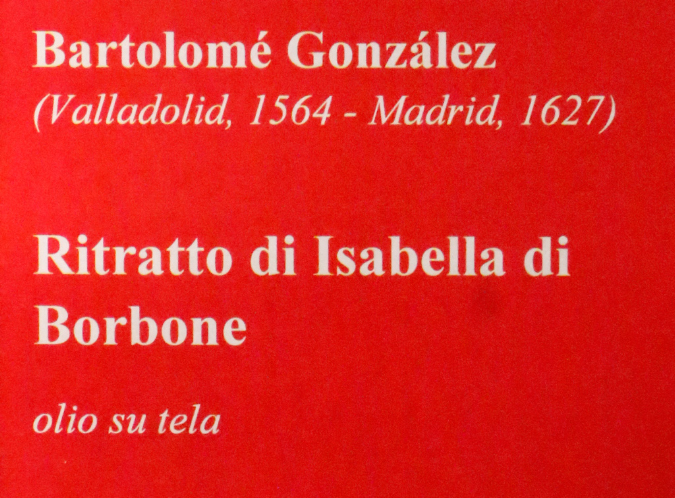 Bartolomé González
(Valladolid, 1564 - Madrid, 1627)
Ritratto di Isabella di
Borbone
olio su tela